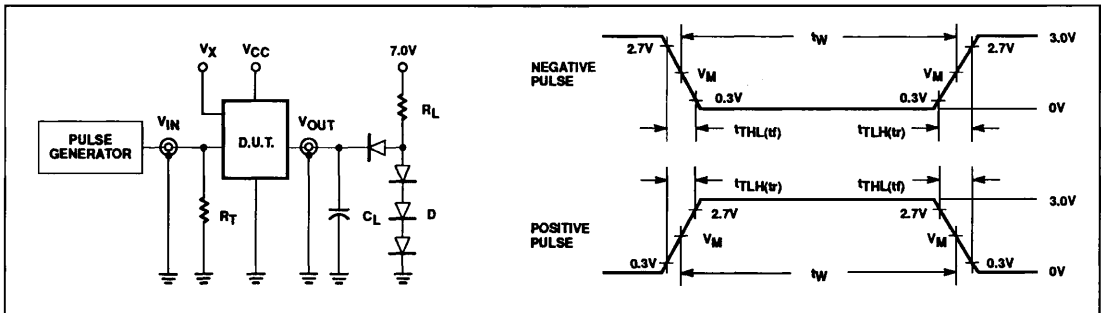 VX
VCC
7.0V
RL
VIN
VOUT
PULSE
GENERATOR
D.U.T.
RT
CL
D
NEGATIVE
PULSE
tW
2.7V
2.7V
3.0V
VM
VM
0.3V
0.3V
0V
tTHL(tf)
tTLH(tr)
POSITIVE
PULSE
tTLH(tr)
tTHL(tf)
3.0V
2.7V
2.7V
VM
VM
0.3V
0.3V
tW
0V